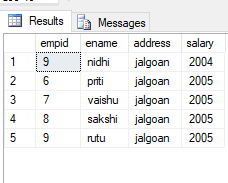 Results Messages
empid ename address salary
1 9 nidhi jalgoan 2004
2 6 priti jalgoan 2005
3 7 vaishu jalgoan 2005
4 8 sakshi jalgoan 2005
5 9 rutu jalgoan 2005